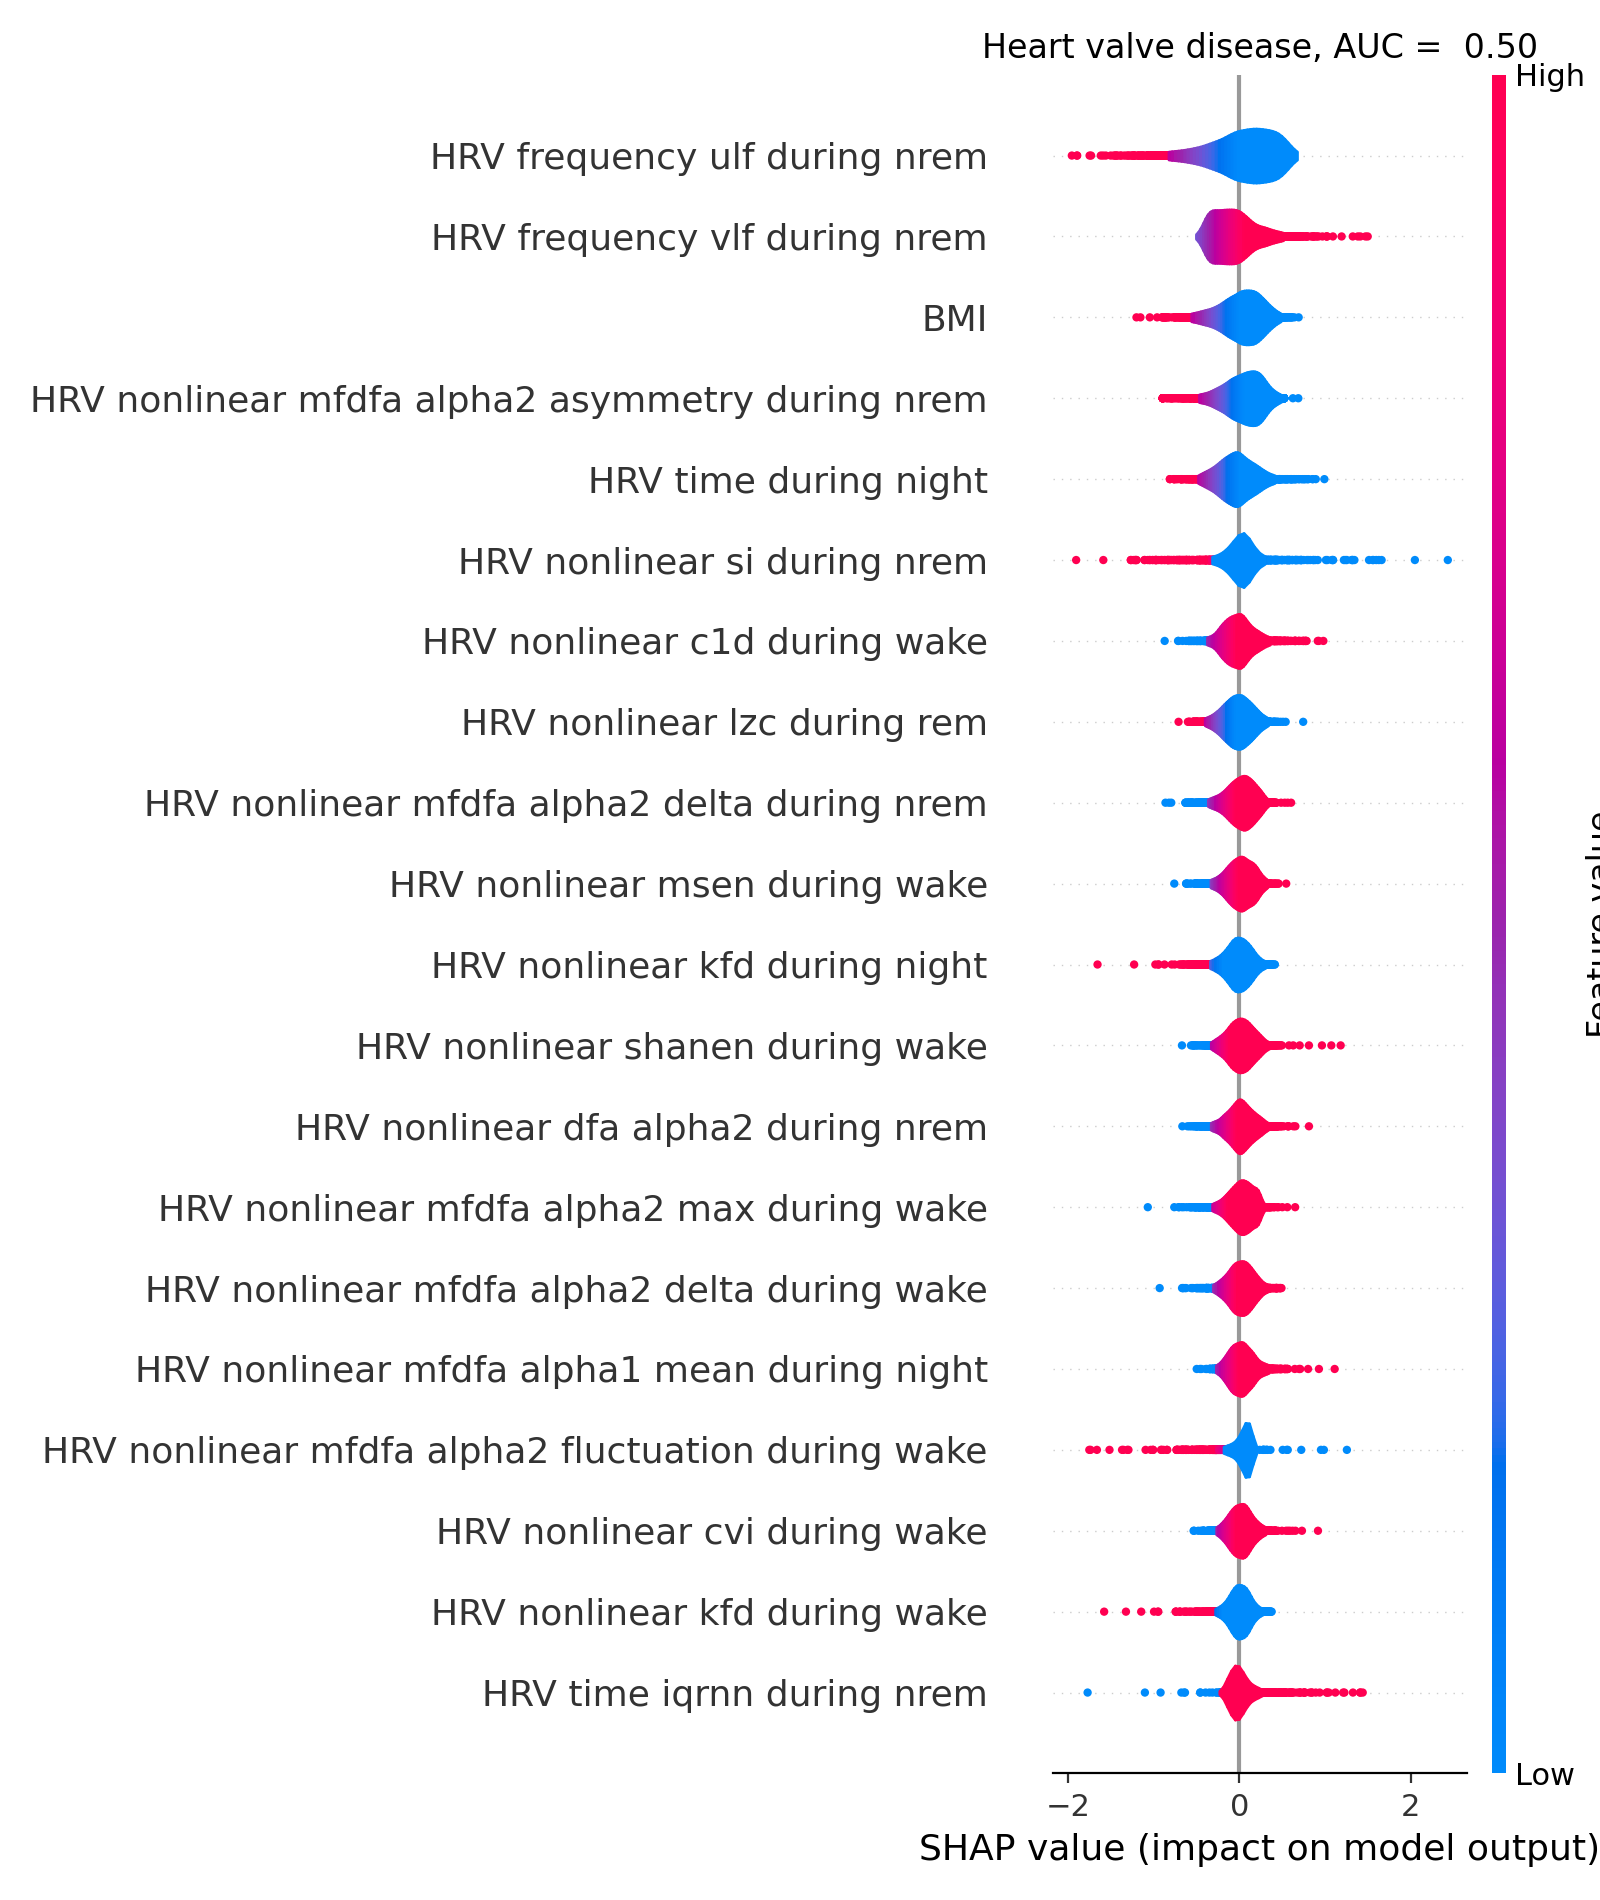 Heart valve disease, AUC =  0.50
High
HRV frequency ulf during nrem
HRV frequency vlf during nrem
BMI
HRV nonlinear mfdfa alpha2 asymmetry during nrem
HRV time during night
HRV nonlinear si during nrem
HRV nonlinear c1d during wake
HRV nonlinear lzc during rem
HRV nonlinear mfdfa alpha2 delta during nrem
HRV nonlinear msen during wake
HRV nonlinear kfd during night
HRV nonlinear shanen during wake
HRV nonlinear dfa alpha2 during nrem
HRV nonlinear mfdfa alpha2 max during wake
HRV nonlinear mfdfa alpha2 delta during wake
HRV nonlinear mfdfa alpha1 mean during night
HRV nonlinear mfdfa alpha2 fluctuation during wake
HRV nonlinear cvi during wake
HRV nonlinear kfd during wake
HRV time iqrnn during nrem
Feature value
Low
−2 0 2
SHAP value (impact on model output)